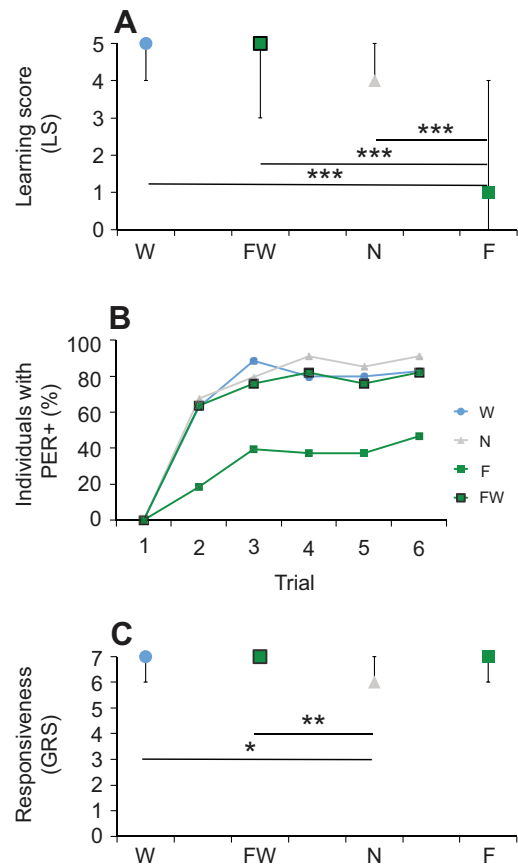 A
Learning score
(LS)
5
4
3
2
1
0
***
***
***
W FW N F
B
Individuals with
PER+ (%)
100
80
60
40
20
0
1 2 3 4 5 6
Trial
W
N
F
FW
C
Responsiveness
(GRS)
7
6
5
4
3
2
1
0
**
*
W FW N F